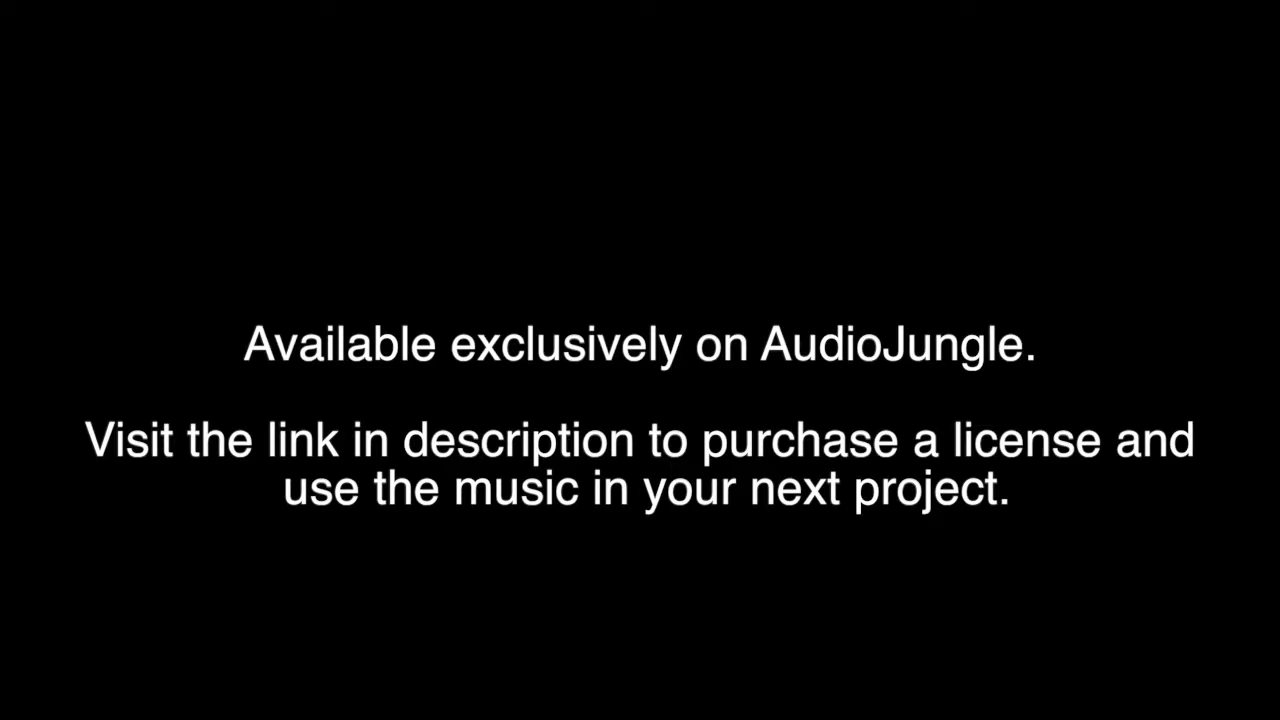 Available exclusively on AudioJungle.
Visit the link in description to purchase a license and
use the music in your next project.